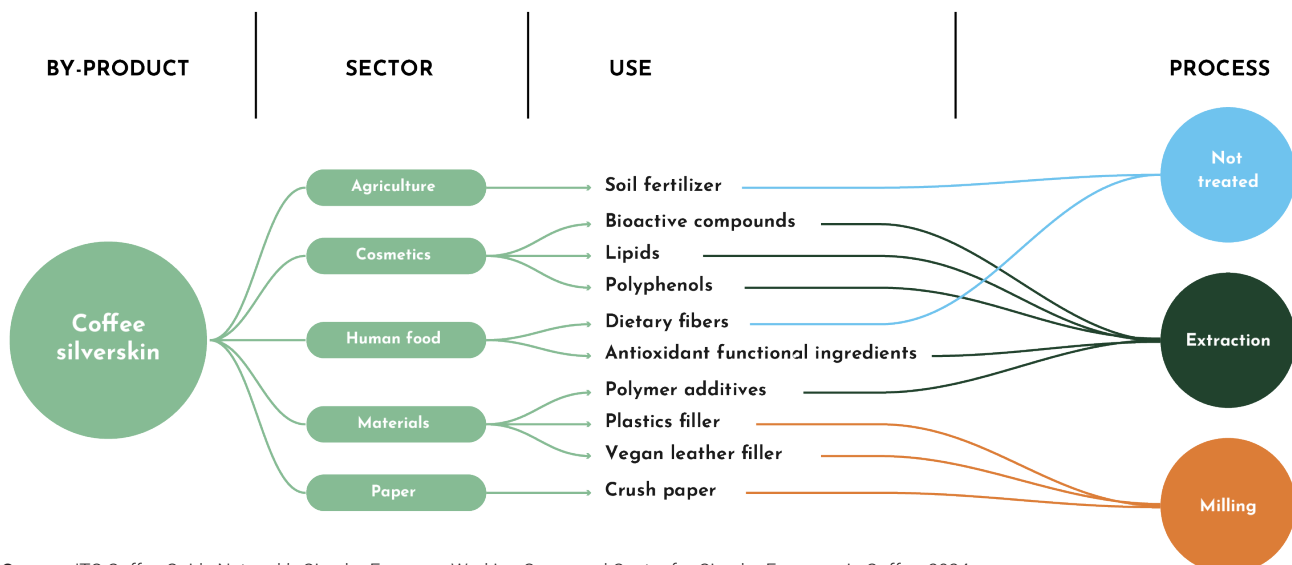 BY-PRODUCT
SECTOR
USE
PROCESS
Coffee
silverskin
Agriculture
Cosmetics
Human food
Materials
Paper
Soil fertilizer
Bioactive compounds
Lipids
Polyphenols
Dietary fibers
Antioxidant functional ingredients
Polymer additives
Plastics filler
Vegan leather filler
Crush paper
Not
treated
Extraction
Milling